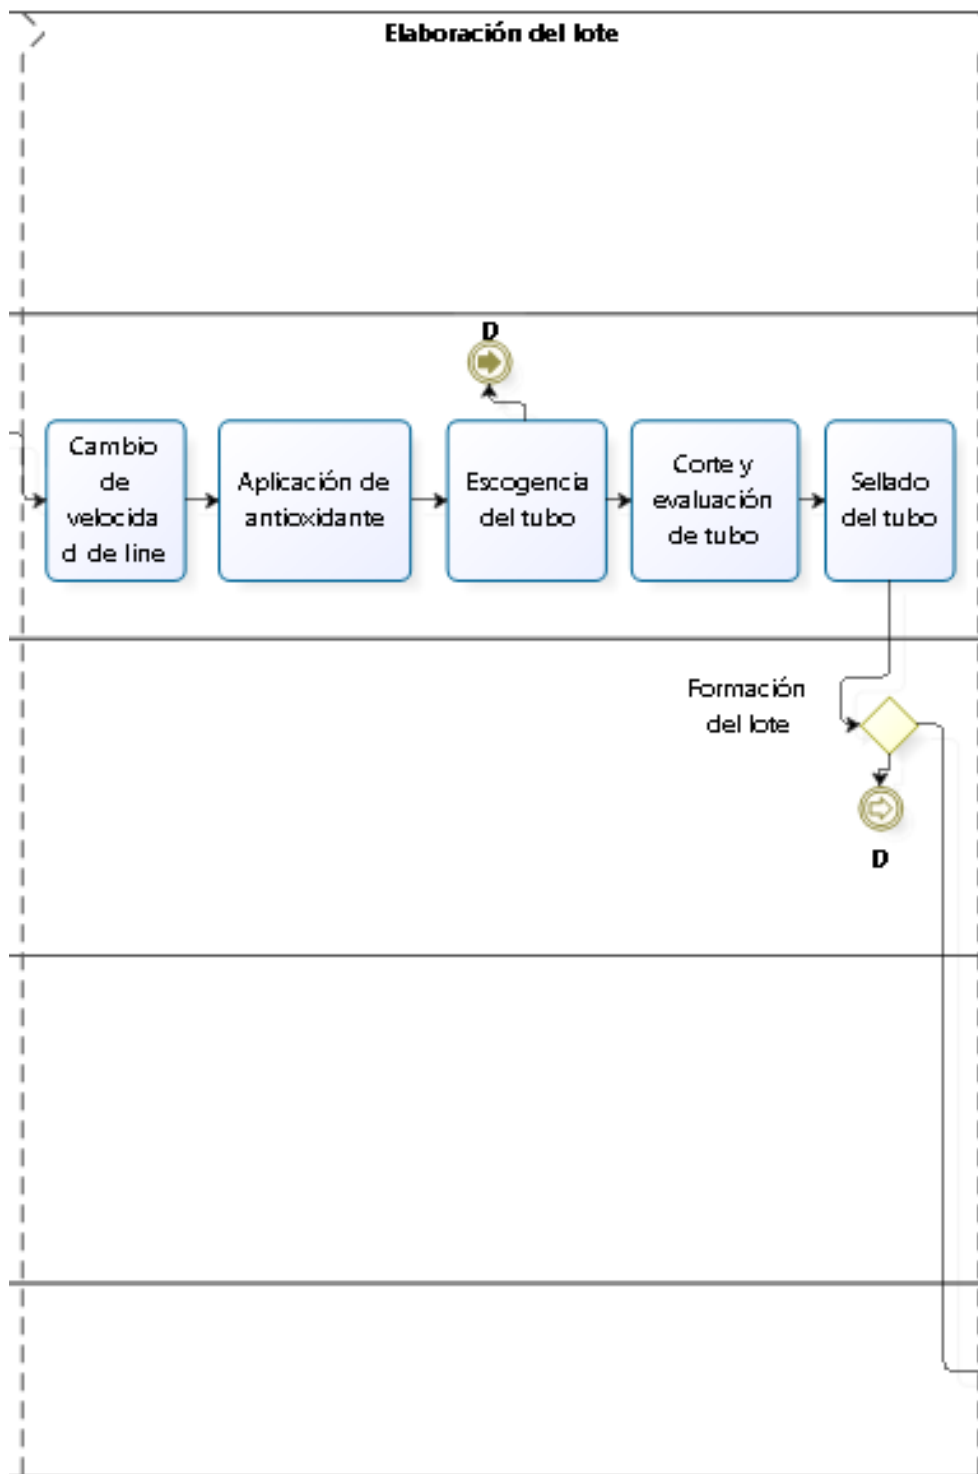 Elaboración del lote
D
Cambio
de
velocida
d de line
Aplicación de
antioxidante
Escogencia
del tubo
Corte y
evaluación
de tubo
Sellado
del tubo
Formación
del lote
D